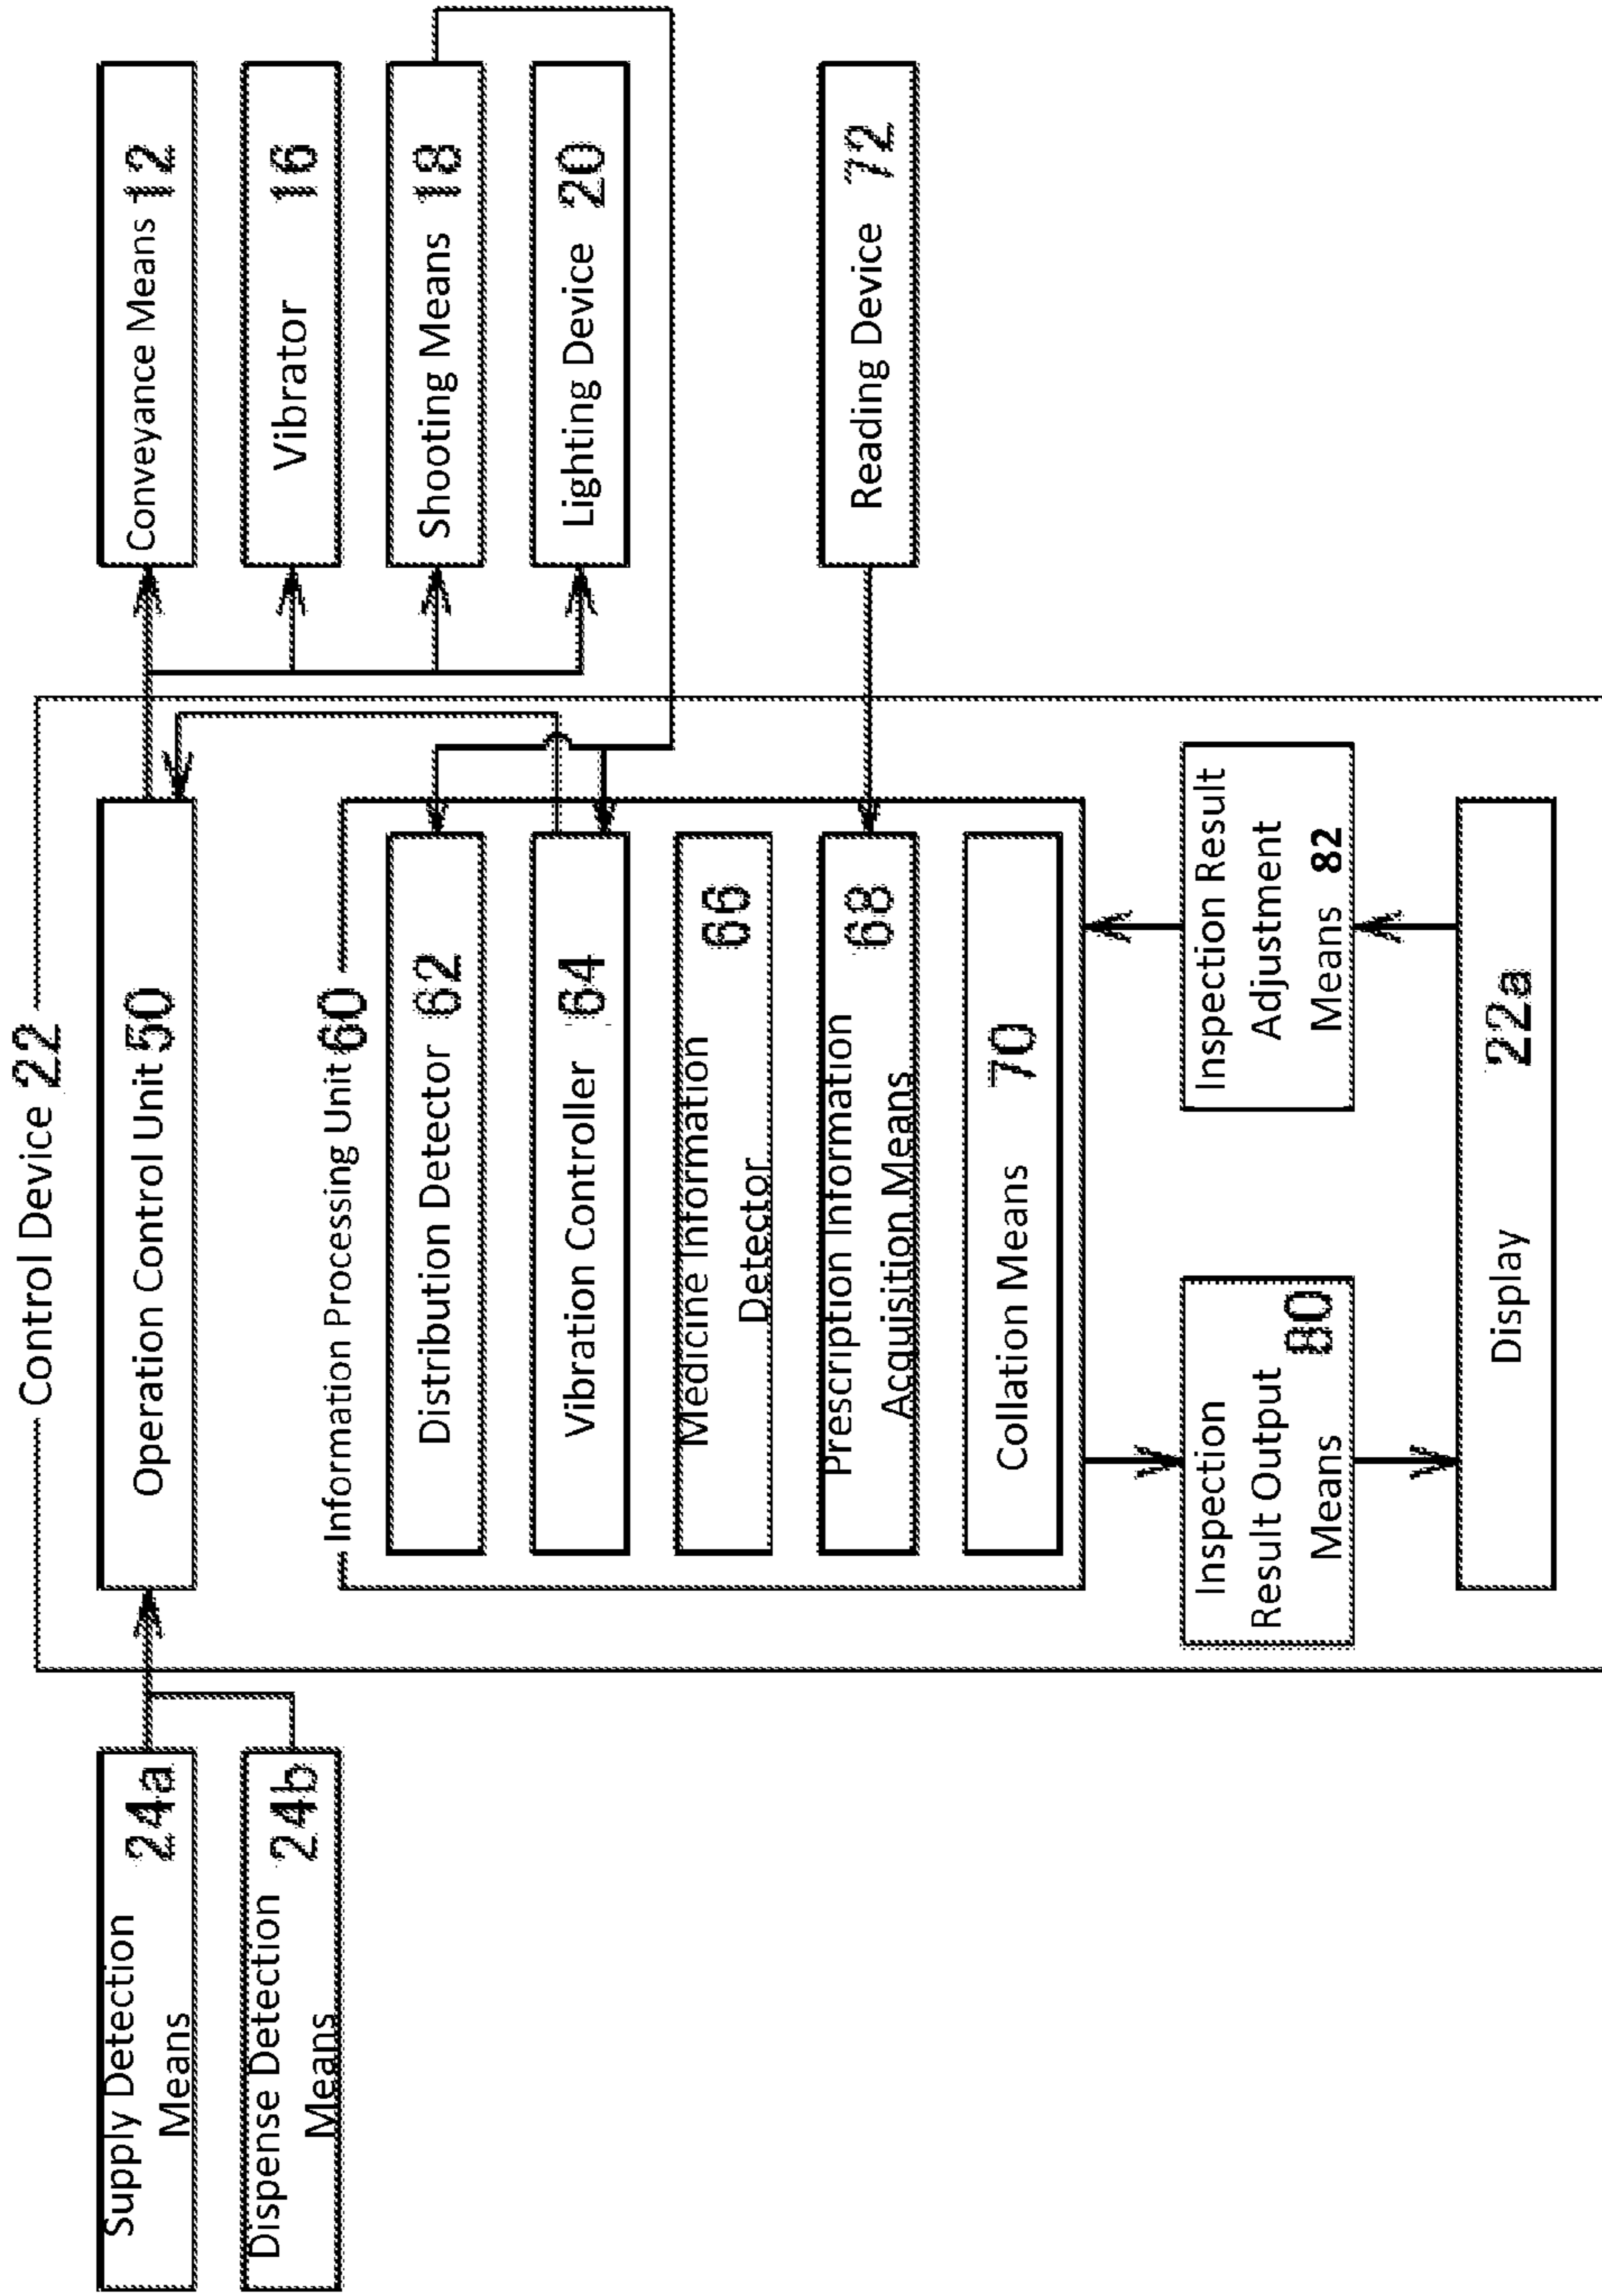 Control Device 22
Supply Detection
Means 24a
Dispense Detection
Means 24b
Operation Control Unit 50
Information Processing Unit 60
Distribution Detector 62
Vibration Controller 64
Medicine Information
Detector 66
Prescription Information
Acquisition Means 68
Collation Means 70
Inspection
Result Output
Means 80
Inspection Result
Adjustment
Means 82
Display 22a
Conveyance Means 12
Vibrator 16
Shooting Means 18
Lighting Device 20
Reading Device 72